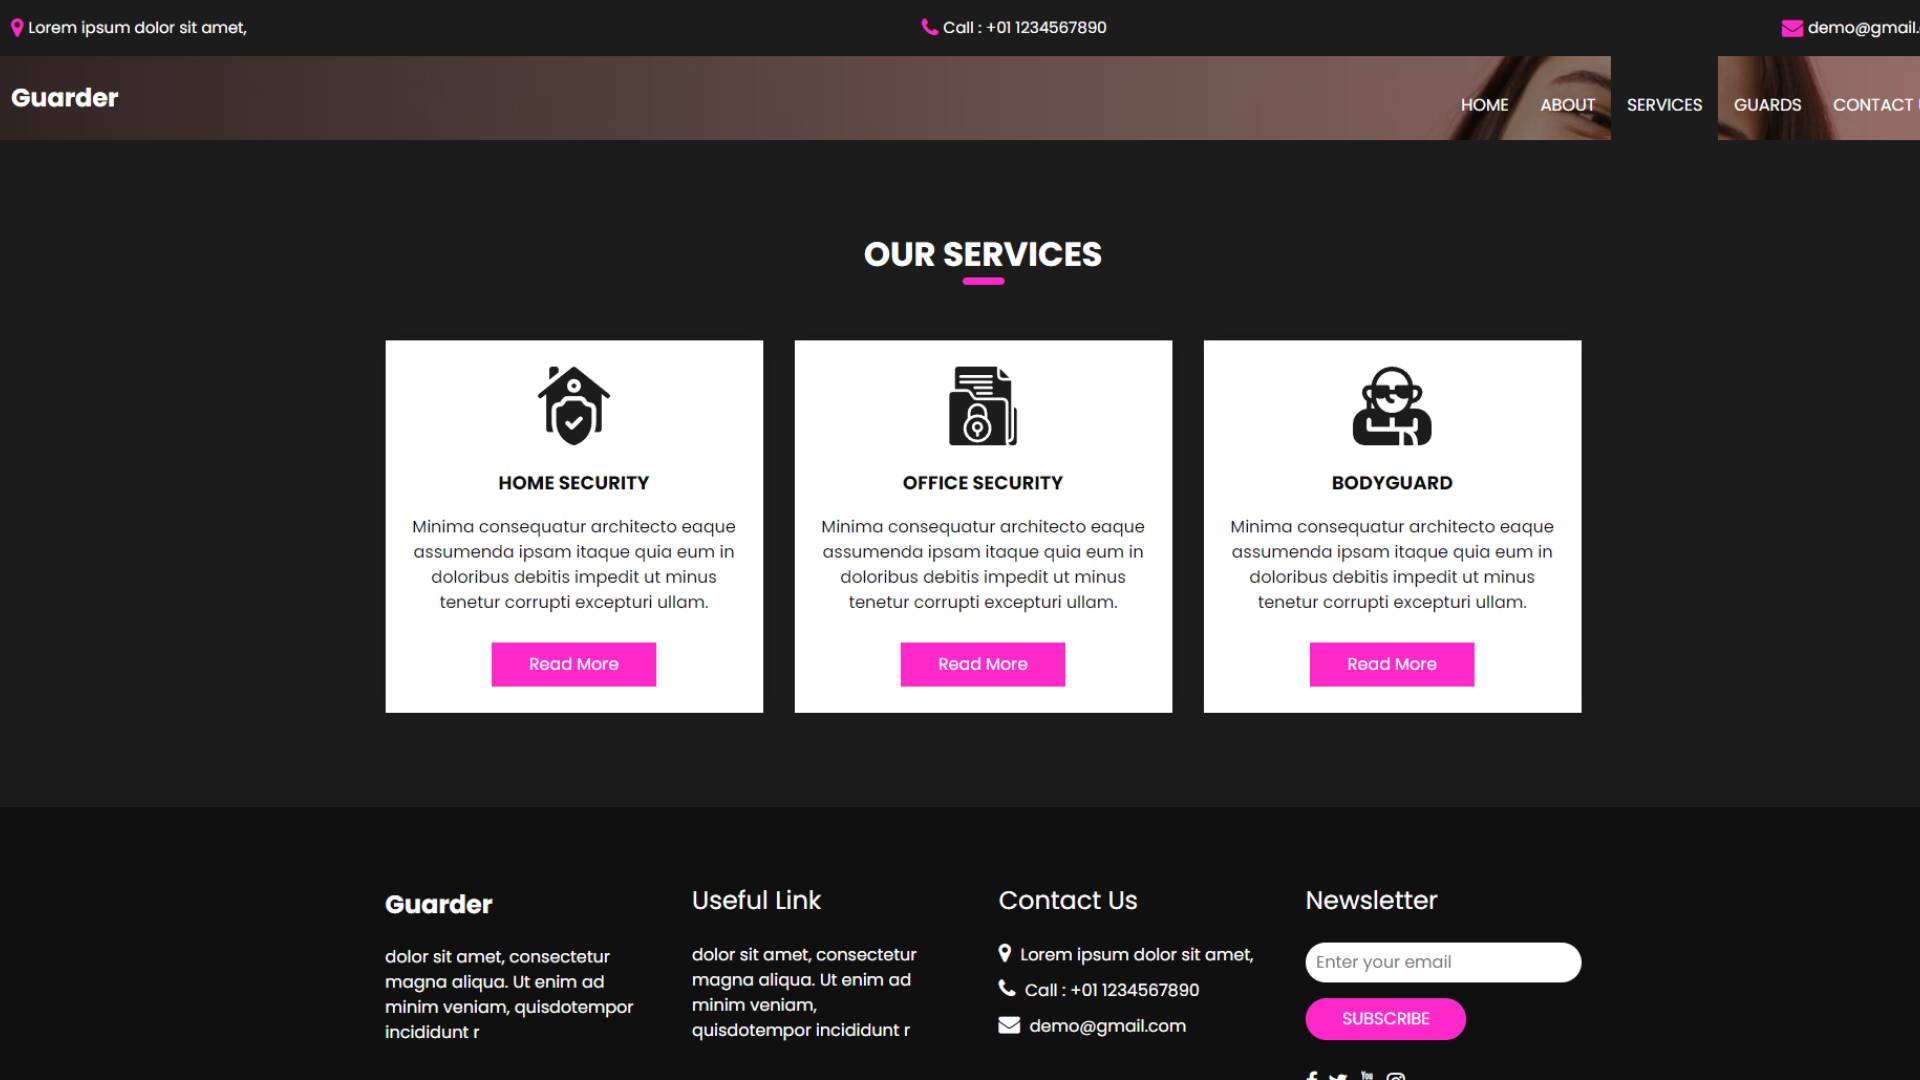 Lorem ipsum dolor sit amet,
Call : +01 1234567890
demo@gmail.
Guarder
HOME
ABOUT
SERVICES
GUARDS
CONTACT
OUR SERVICES
HOME SECURITY
Minima consequatur architecto eaque
assumenda ipsam itaque quia eum in
doloribus debitis impedit ut minus
tenetur corrupti excepturi ullam.
Read More
OFFICE SECURITY
Minima consequatur architecto eaque
assumenda ipsam itaque quia eum in
doloribus debitis impedit ut minus
tenetur corrupti excepturi ullam.
Read More
BODYGUARD
Minima consequatur architecto eaque
assumenda ipsam itaque quia eum in
doloribus debitis impedit ut minus
tenetur corrupti excepturi ullam.
Read More
Guarder
dolor sit amet, consectetur
magna aliqua. Ut enim ad
minim veniam, quisdotempor
incididunt r
Useful Link
dolor sit amet, consectetur
magna aliqua. Ut enim ad
minim veniam,
quisdotempor incididunt r
Contact Us
Lorem ipsum dolor sit amet,
Call : +01 1234567890
demo@gmail.com
Newsletter
Enter your email
SUBSCRIBE